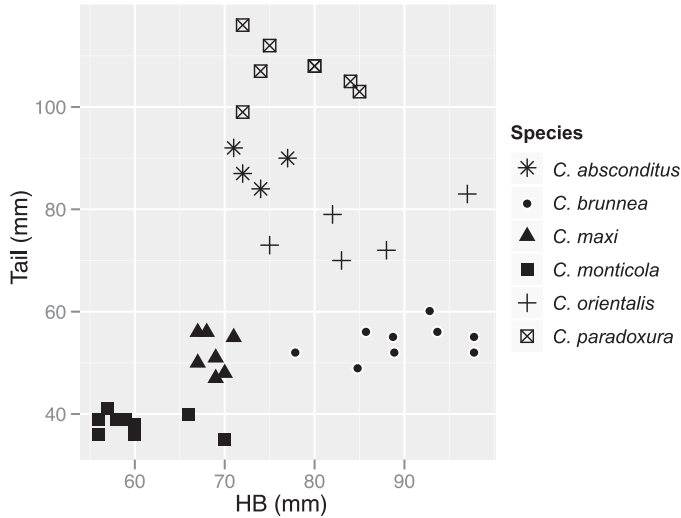 100
80
60
40
Tail (mm)
60 70 80 90
HB (mm)
Species
C. absconditus
C. brunnea
C. maxi
C. monticola
C. orientalis
C. paradoxura